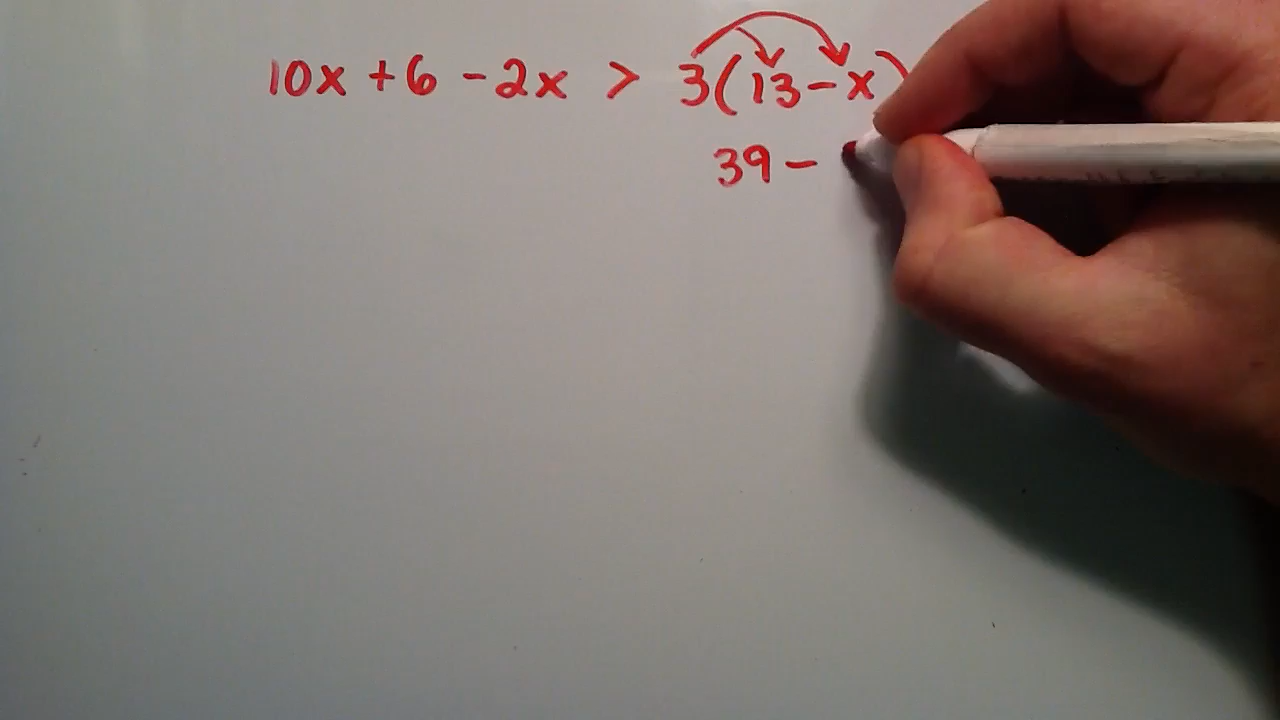 10x + 6 - 2x > 3(13 - x)
39 -